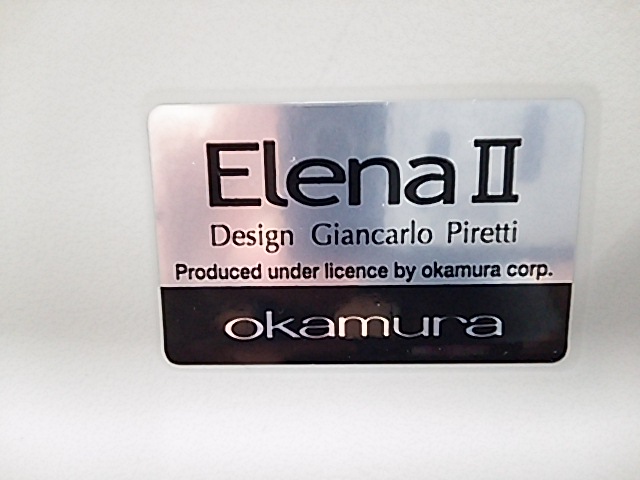 Elena II
Design Giancarlo Piretti
Produced under licence by okamura corp.
okamura